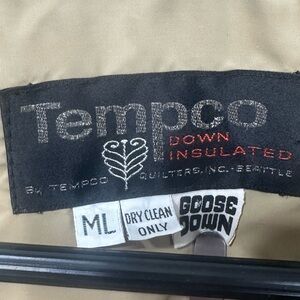 Tempco
DOWN
INSULATED
By TEMPCO QUILTERS, INC. - SEATTLE
ML
DRY CLEAN
ONLY
GOOSE
DOWN